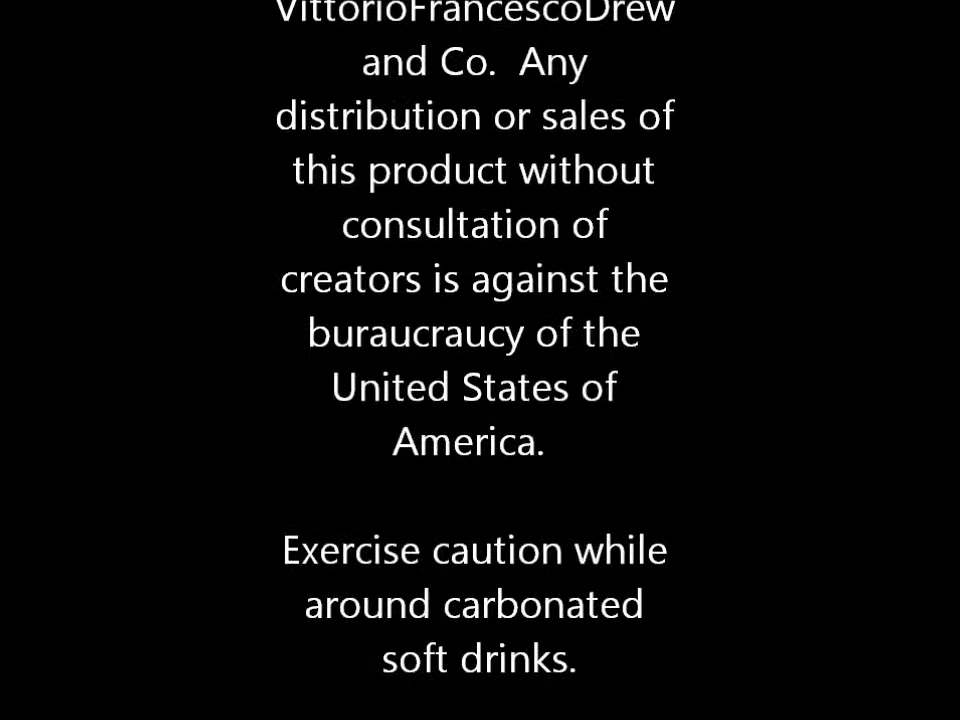 VittorioFrancescoDrew
and Co.  Any
distribution or sales of
this product without
consultation of
creators is against the
buraucraucy of the
United States of
America.
Exercise caution while
around carbonated
soft drinks.